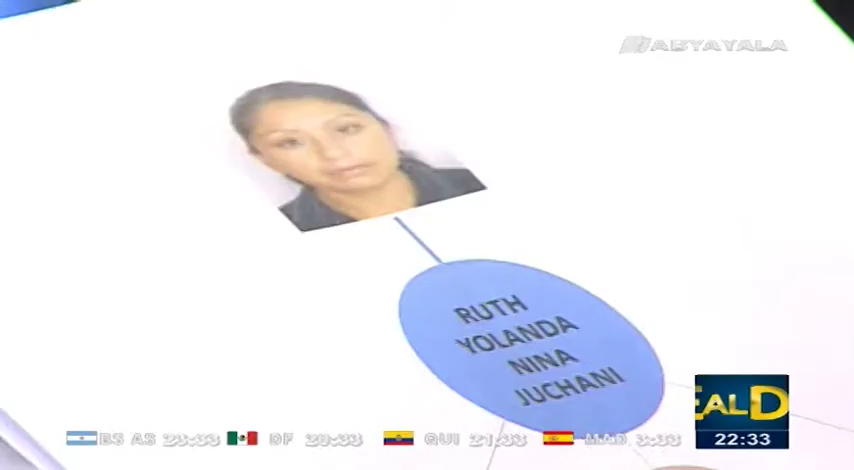 ABYAYALA
RUTH
YOLANDA
NINA
JUCHANI
EALD
22:33
BS AS 23:33 DF 20:33 QUI 21:33 MAD 3:33